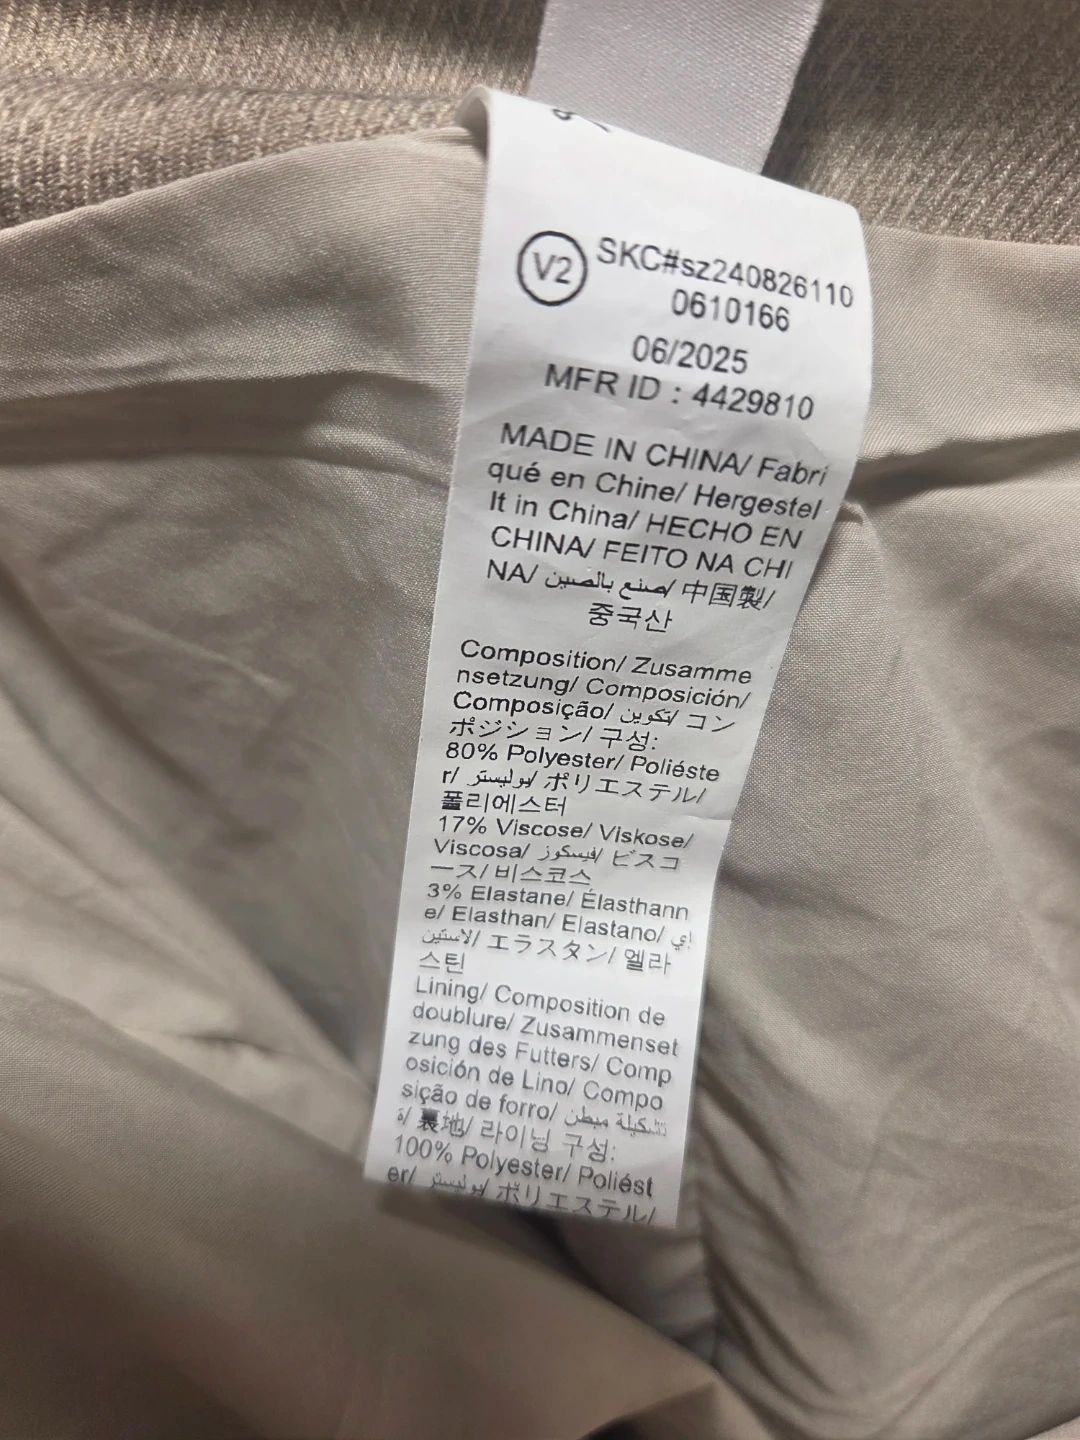 V2
SKC#sz240826110
0610166
06/2025
MFR ID : 4429810
MADE IN CHINA/ Fabri
qué en Chine/ Hergestel
lt in China/ HECHO EN
CHINA/ FEITO NA CHI
NA/ صنع بالصين/ 中国製/
중국산
Composition/ Zusamme
nsetzung/ Composición/
Composição/ تكوين/ コン
ポジション/ 구성:
80% Polyester/ Poliéste
r/ بوليستر/ ポリエステル/
폴리에스터
17% Viscose/ Viskose/
Viscosa/ فيسكوز/ ビスコ
ース/ 비스코스
3% Elastane/ Élasthann
e/ Elasthan/ Elastano/ إي
لاستين/ エラスタン/ 엘라
스틴
Lining/ Composition de
doublure/ Zusammenset
zung des Futters/ Comp
osición de Lino/ Compo
sição de forro/ تشكيلة مبطن
ة/ 裏地/ 라이닝 구성:
100% Polyester/ Poliést
er/ بوليستر/ ポリエステル/